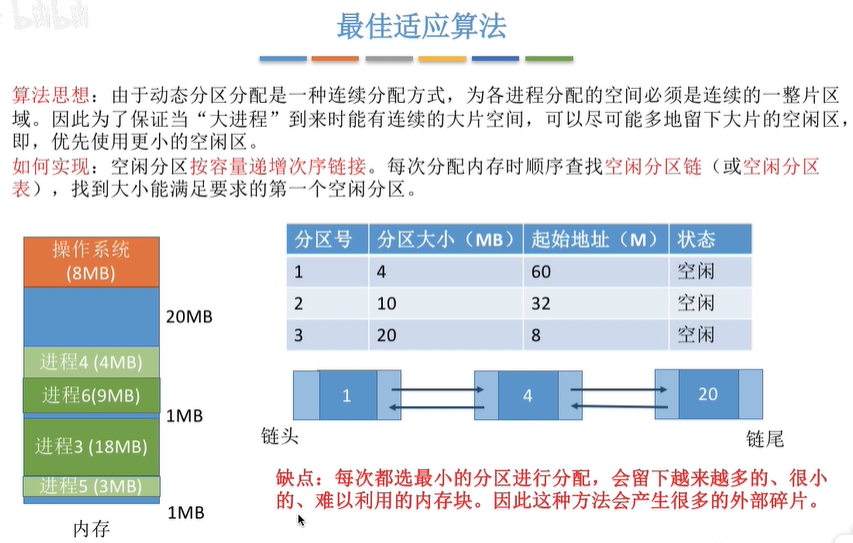 bilibili
最佳适应算法
算法思想：由于动态分区分配是一种连续分配方式，为各进程分配的空间必须是连续的一整片区
域。因此为了保证当“大进程”到来时能有连续的大片空间，可以尽可能多地留下大片的空闲区，
即，优先使用更小的空闲区。
如何实现：空闲分区按容量递增次序链接。每次分配内存时顺序查找空闲分区链（或空闲分区
表），找到大小能满足要求的第一个空闲分区。
操作系统
(8MB)
20MB
进程4 (4MB)
进程6(9MB)
1MB
进程3 (18MB)
进程5 (3MB)
1MB
内存
分区号 分区大小（MB） 起始地址（M） 状态
1 4 60 空闲
2 10 32 空闲
3 20 8 空闲
1 4 20
链头 链尾
缺点：每次都选最小的分区进行分配，会留下越来越多的、很小
的、难以利用的内存块。因此这种方法会产生很多的外部碎片。